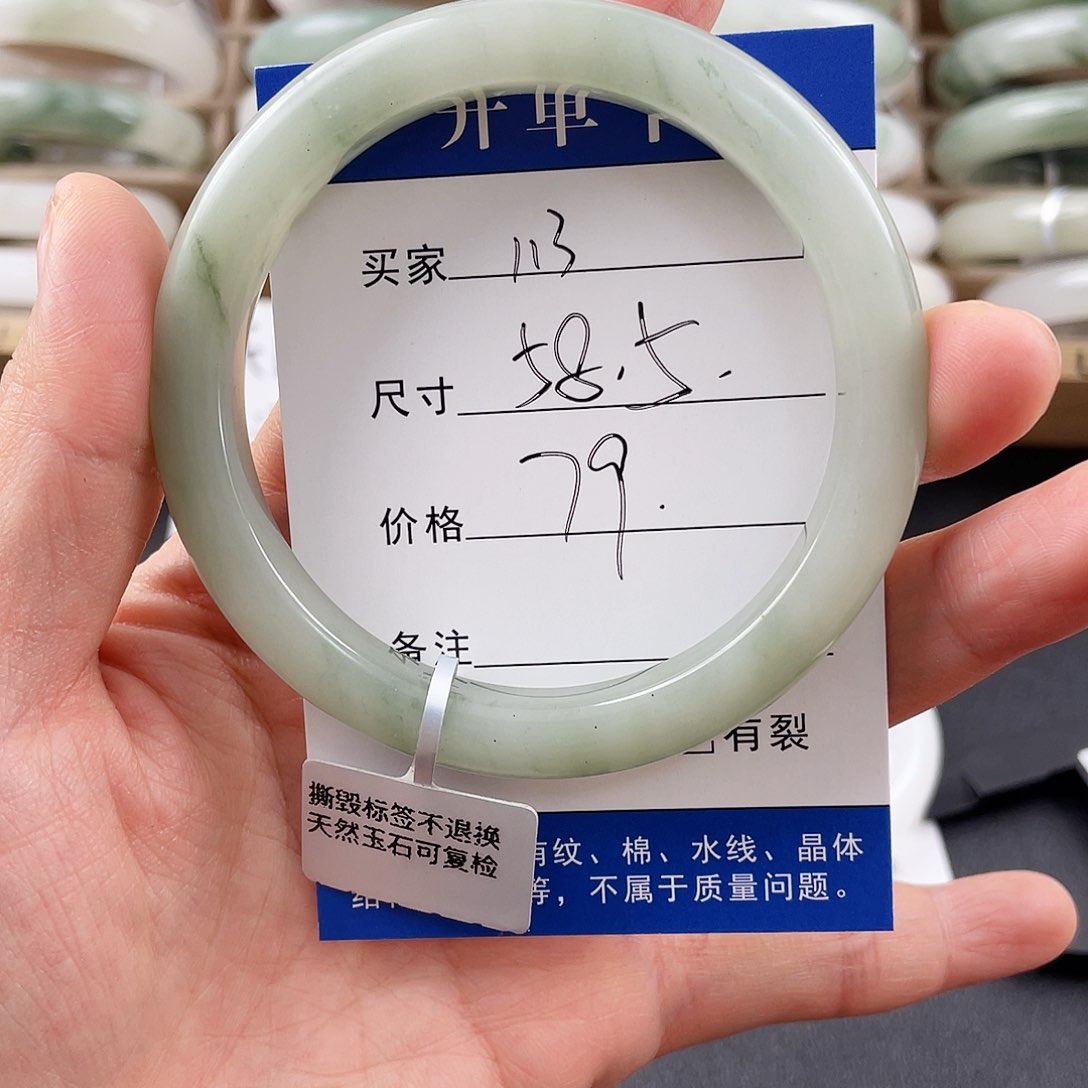 开单
买家 113
尺寸 58.5.
价格 79.
备注
有裂
撕毁标签不退换
天然玉石可复检
有纹、棉、水线、晶体
等，不属于质量问题。